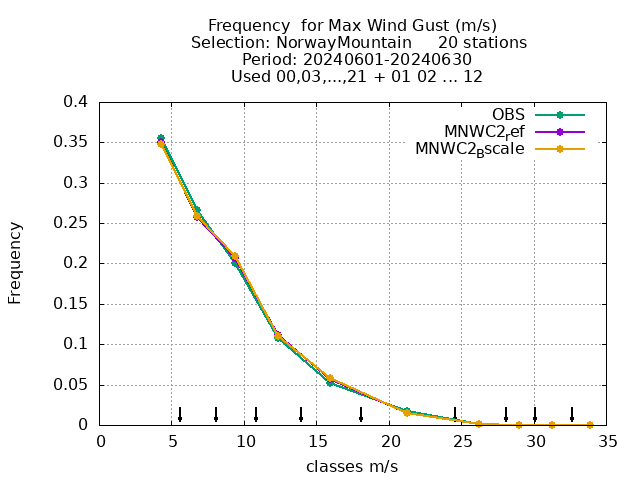 Frequency  for Max Wind Gust (m/s)
Selection: NorwayMountain     20 stations
Period: 20240601-20240630
Used 00,03,...,21 + 01 02 ... 12
0.4
0.35
0.3
0.25
0.2
0.15
0.1
0.05
0
Frequency
OBS
MNWC2_ref
MNWC2_Bscale
0 5 10 15 20 25 30 35
classes m/s